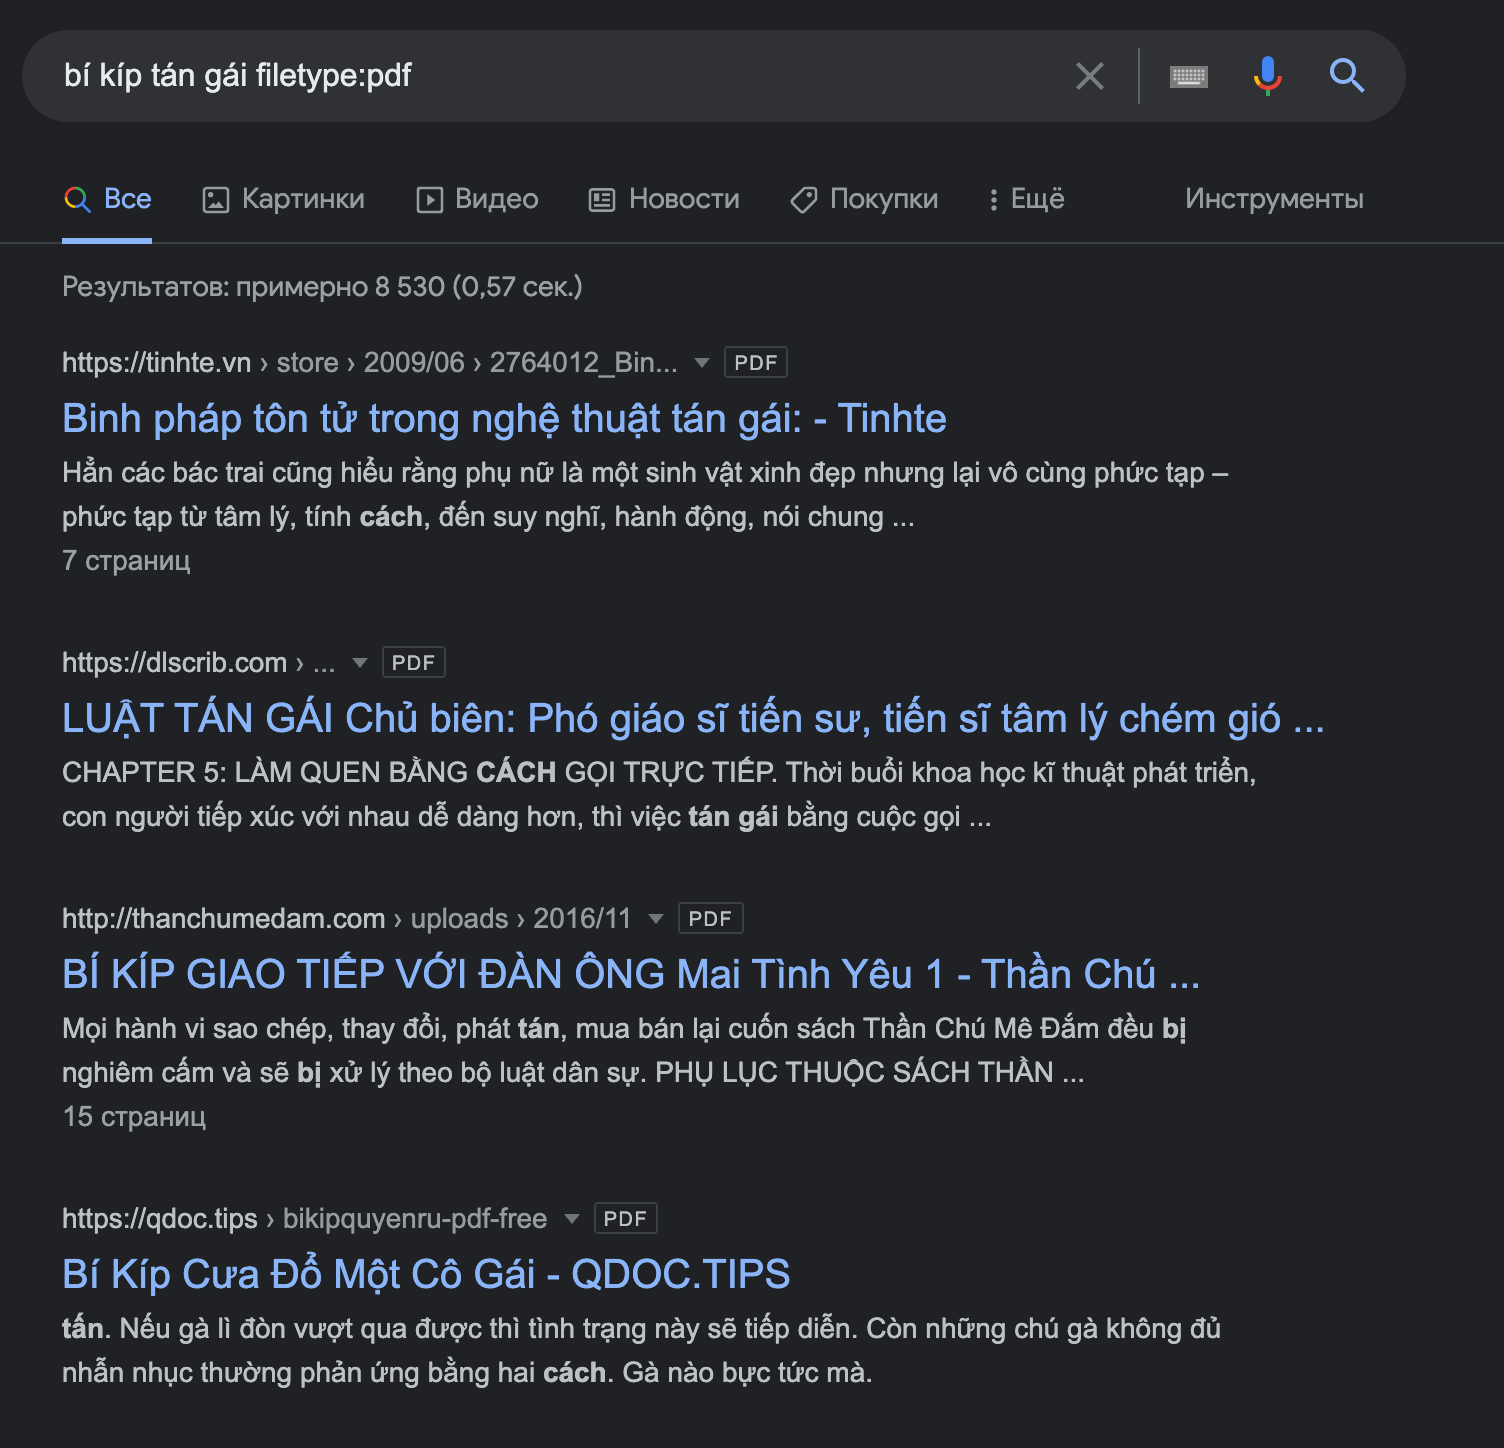 bí kíp tán gái filetype:pdf
Все Картинки Видео Новости Покупки Ещё Инструменты
Результатов: примерно 8 530 (0,57 сек.)
https://tinhte.vn › store › 2009/06 › 2764012_Bin... PDF
Binh pháp tôn tử trong nghệ thuật tán gái: - Tinhte
Hẳn các bác trai cũng hiểu rằng phụ nữ là một sinh vật xinh đẹp nhưng lại vô cùng phức tạp –
phức tạp từ tâm lý, tính cách, đến suy nghĩ, hành động, nói chung ...
7 страниц
https://dlscrib.com › ... PDF
LUẬT TÁN GÁI Chủ biên: Phó giáo sĩ tiến sư, tiến sĩ tâm lý chém gió ...
CHAPTER 5: LÀM QUEN BẰNG CÁCH GỌI TRỰC TIẾP. Thời buổi khoa học kĩ thuật phát triển,
con người tiếp xúc với nhau dễ dàng hơn, thì việc tán gái bằng cuộc gọi ...
http://thanchumedam.com › uploads › 2016/11 PDF
BÍ KÍP GIAO TIẾP VỚI ĐÀN ÔNG Mai Tình Yêu 1 - Thần Chú ...
Mọi hành vi sao chép, thay đổi, phát tán, mua bán lại cuốn sách Thần Chú Mê Đắm đều bị
nghiêm cấm và sẽ bị xử lý theo bộ luật dân sự. PHỤ LỤC THUỘC SÁCH THẦN ...
15 страниц
https://qdoc.tips › bikipquyenru-pdf-free PDF
Bí Kíp Cưa Đổ Một Cô Gái - QDOC.TIPS
tấn. Nếu gà lì đòn vượt qua được thì tình trạng này sẽ tiếp diễn. Còn những chú gà không đủ
nhẫn nhục thường phản ứng bằng hai cách. Gà nào bực tức mà.